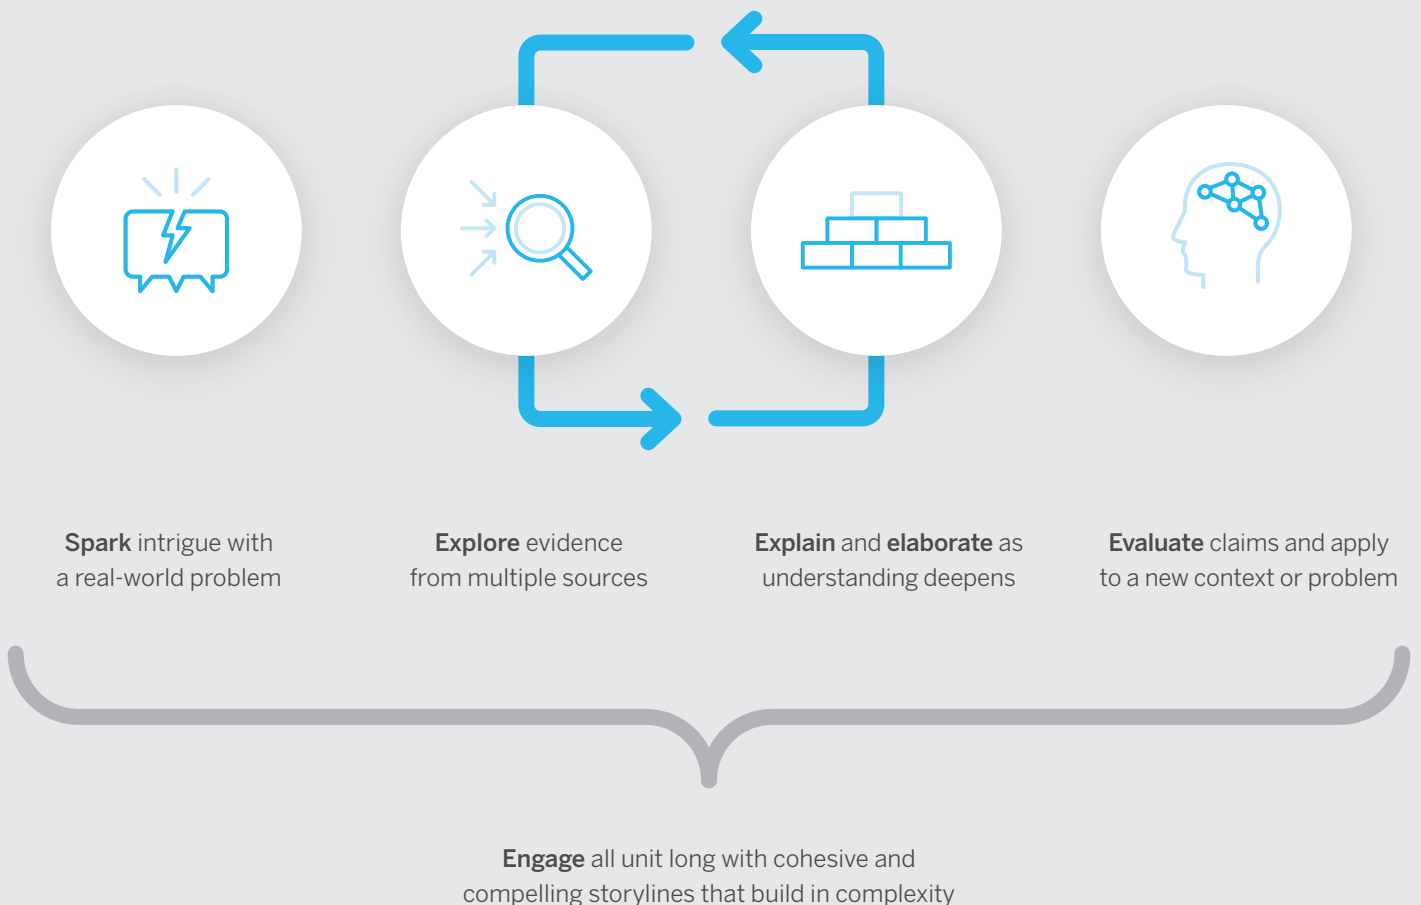 Spark intrigue with
a real-world problem
Explore evidence
from multiple sources
Explain and elaborate as
understanding deepens
Evaluate claims and apply
to a new context or problem
Engage all unit long with cohesive and
compelling storylines that build in complexity